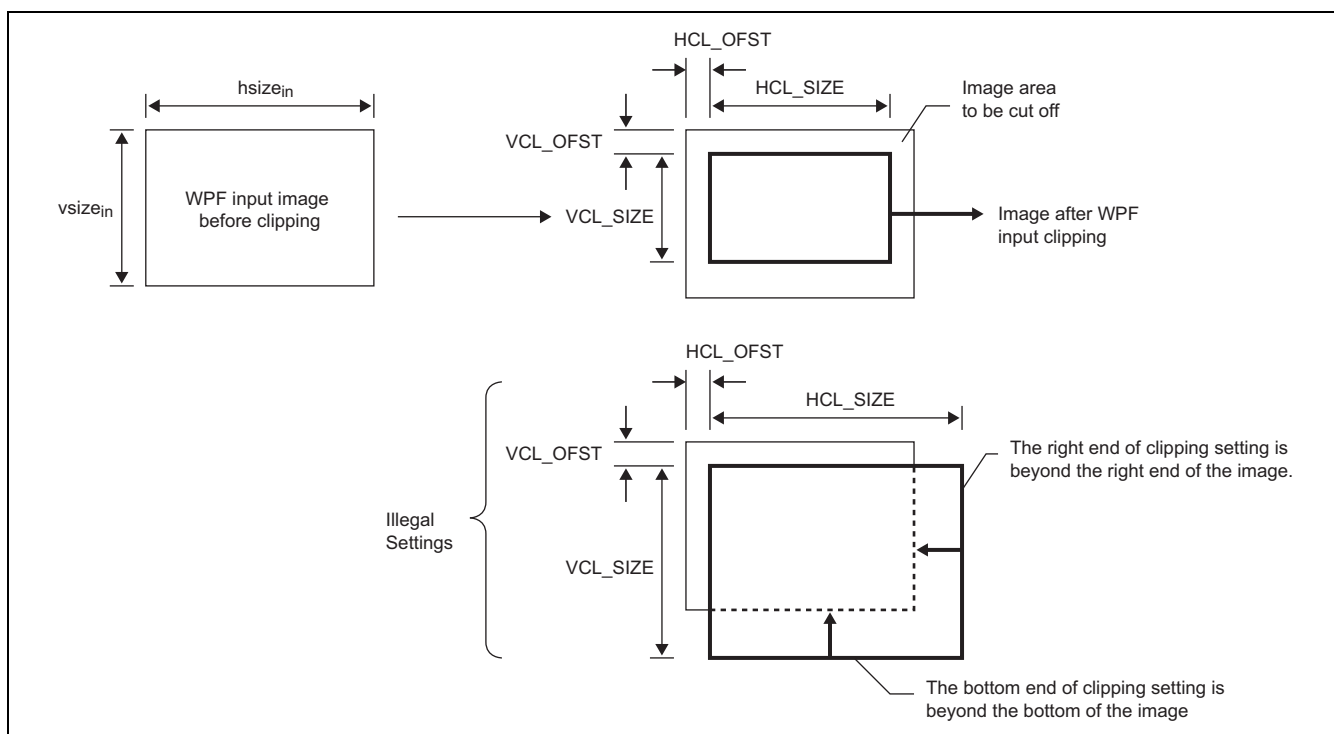 HCL_OFST
hsizein
HCL_SIZE
Image area
to be cut off
VCL_OFST
WPF input image
before clipping
vsizein
VCL_SIZE
Image after WPF
input clipping
HCL_OFST
HCL_SIZE
VCL_OFST
The right end of clipping setting is
beyond the right end of the image.
Illegal
Settings
VCL_SIZE
The bottom end of clipping setting is
beyond the bottom of the image